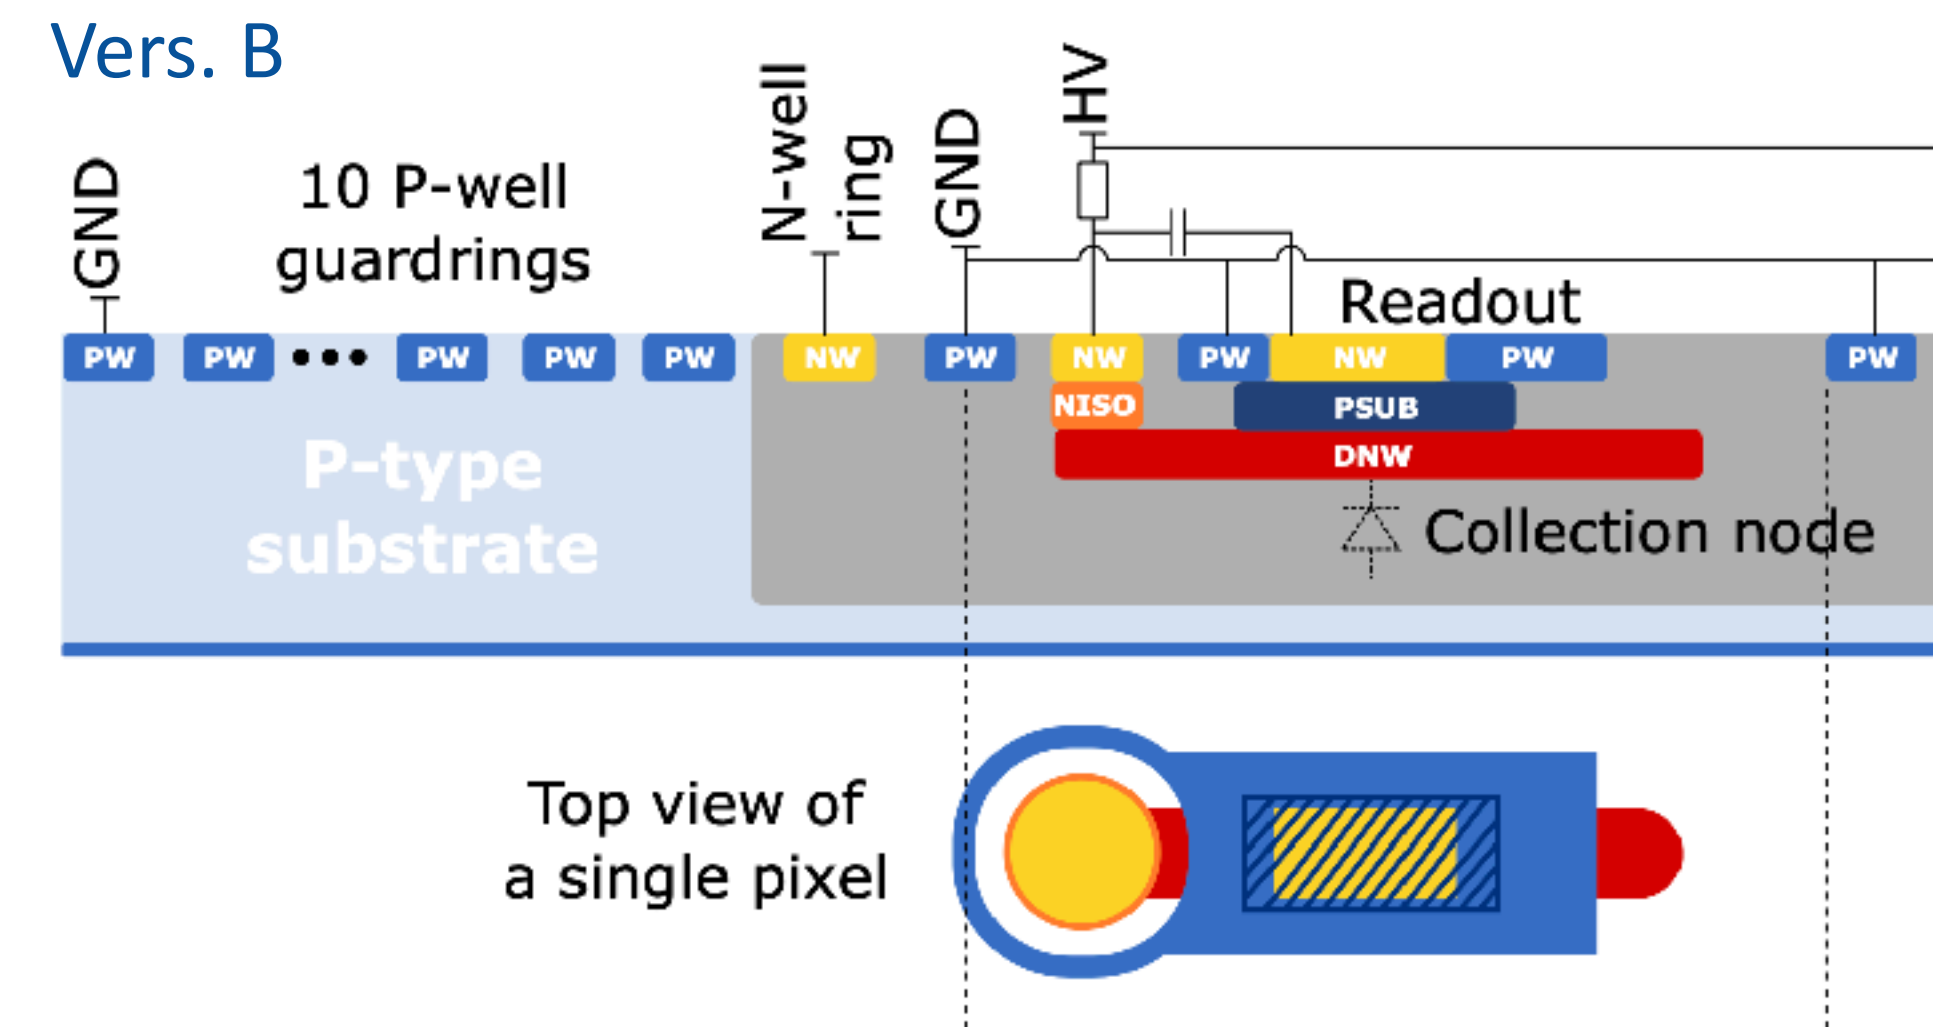 Vers. B
GND
10 P-well
guardrings
N-well
ring
GND
HV
Readout
PW
PW
PW
PW
PW
NW
PW
NW
PW
NW
PW
PW
NISO
PSUB
DNW
P-type
substrate
Collection node
Top view of
a single pixel